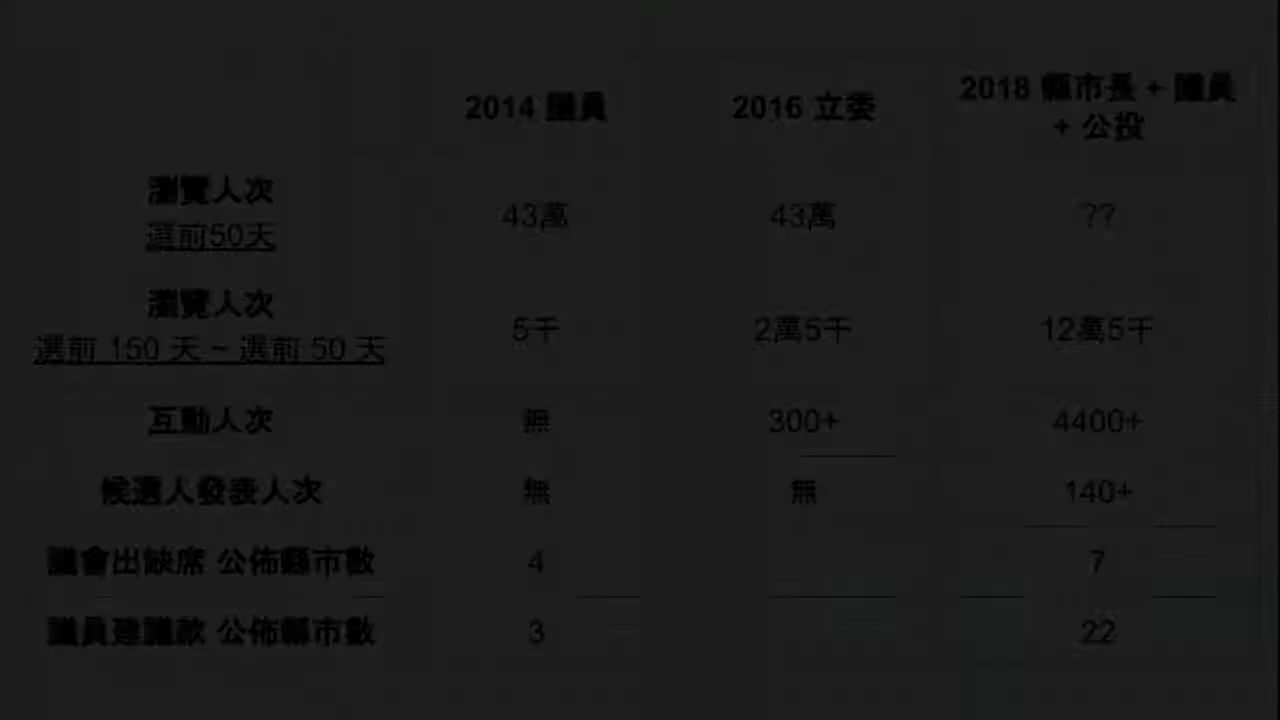 2014 議員
2016 立委
2018 縣市長 + 議員
+ 公投
瀏覽人次
選前50天
43萬
43萬
??
瀏覽人次
選前 150 天 ~ 選前 50 天
5千
2萬5千
12萬5千
互動人次
無
300+
4400+
候選人發表人次
無
無
140+
議會出缺席 公佈縣市數
4
7
議員建議款 公佈縣市數
3
22